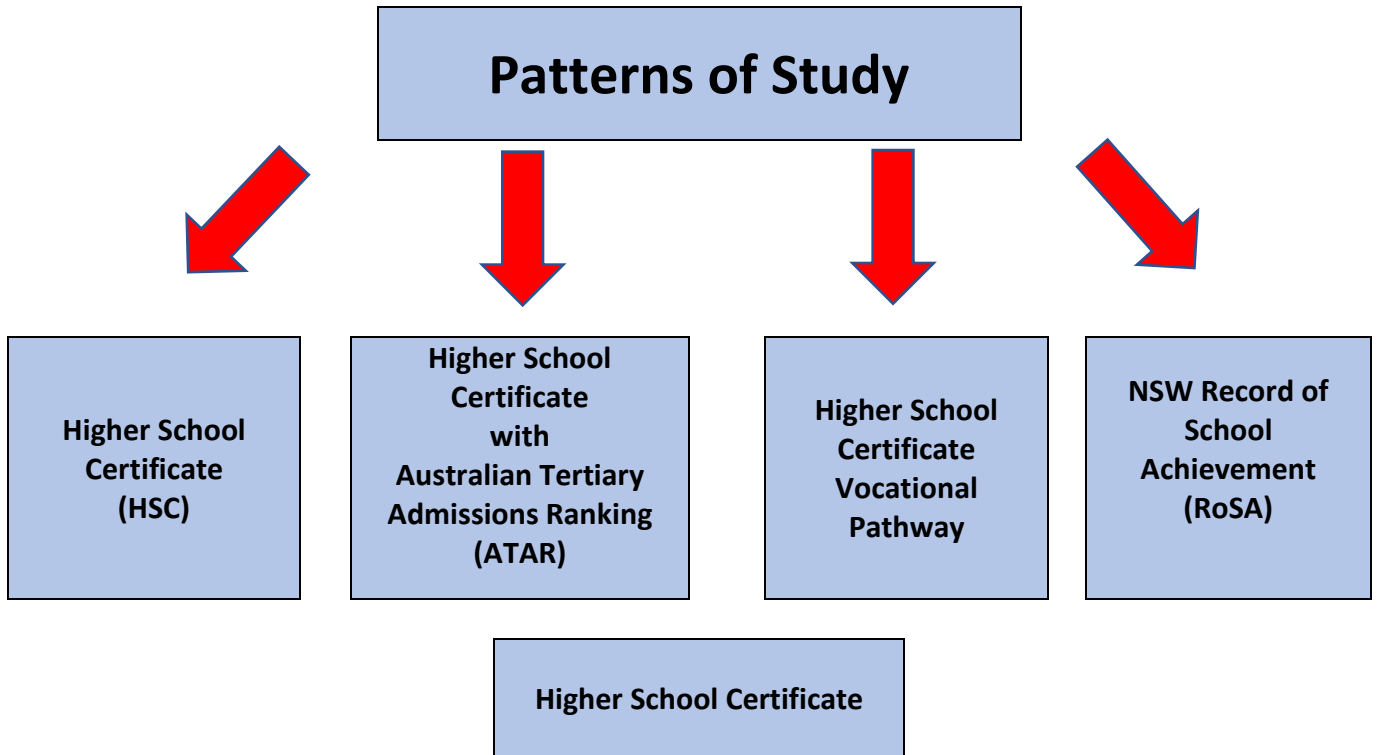 Patterns of Study
Higher School
Certificate
(HSC)
Higher School
Certificate
with
Australian Tertiary
Admissions Ranking
(ATAR)
Higher School
Certificate
Vocational
Pathway
NSW Record of
School
Achievement
(RoSA)
Higher School Certificate